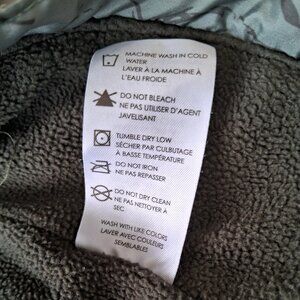 MACHINE WASH IN COLD
WATER
LAVER À LA MACHINE À
L'EAU FROIDE
DO NOT BLEACH
NE PAS UTILISER D'AGENT
JAVELISANT
TUMBLE DRY LOW
SÉCHER PAR CULBUTAGE
À BASSE TEMPÉRATURE
DO NOT IRON
NE PAS REPASSER
DO NOT DRY CLEAN
NE PAS NETTOYER À
SEC
WASH WITH LIKE COLORS
LAVER AVEC COULEURS
SEMBLABLES